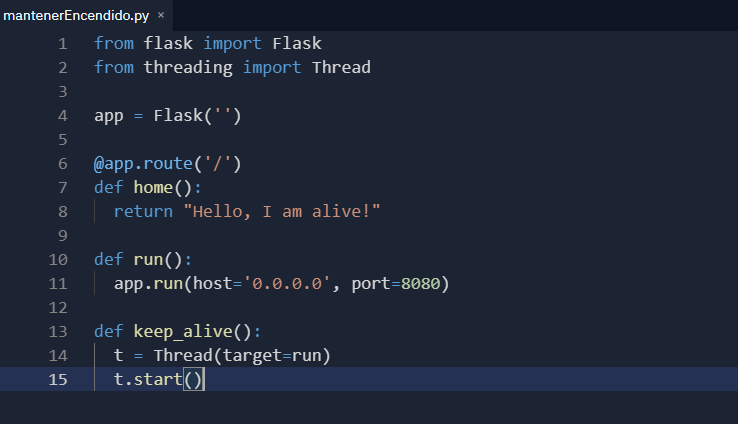 mantenerEncendido.py ×
1 from flask import Flask
2 from threading import Thread
3
4 app = Flask('')
5
6 @app.route('/')
7 def home():
8   return "Hello, I am alive!"
9
10 def run():
11   app.run(host='0.0.0.0', port=8080)
12
13 def keep_alive():
14   t = Thread(target=run)
15   t.start()